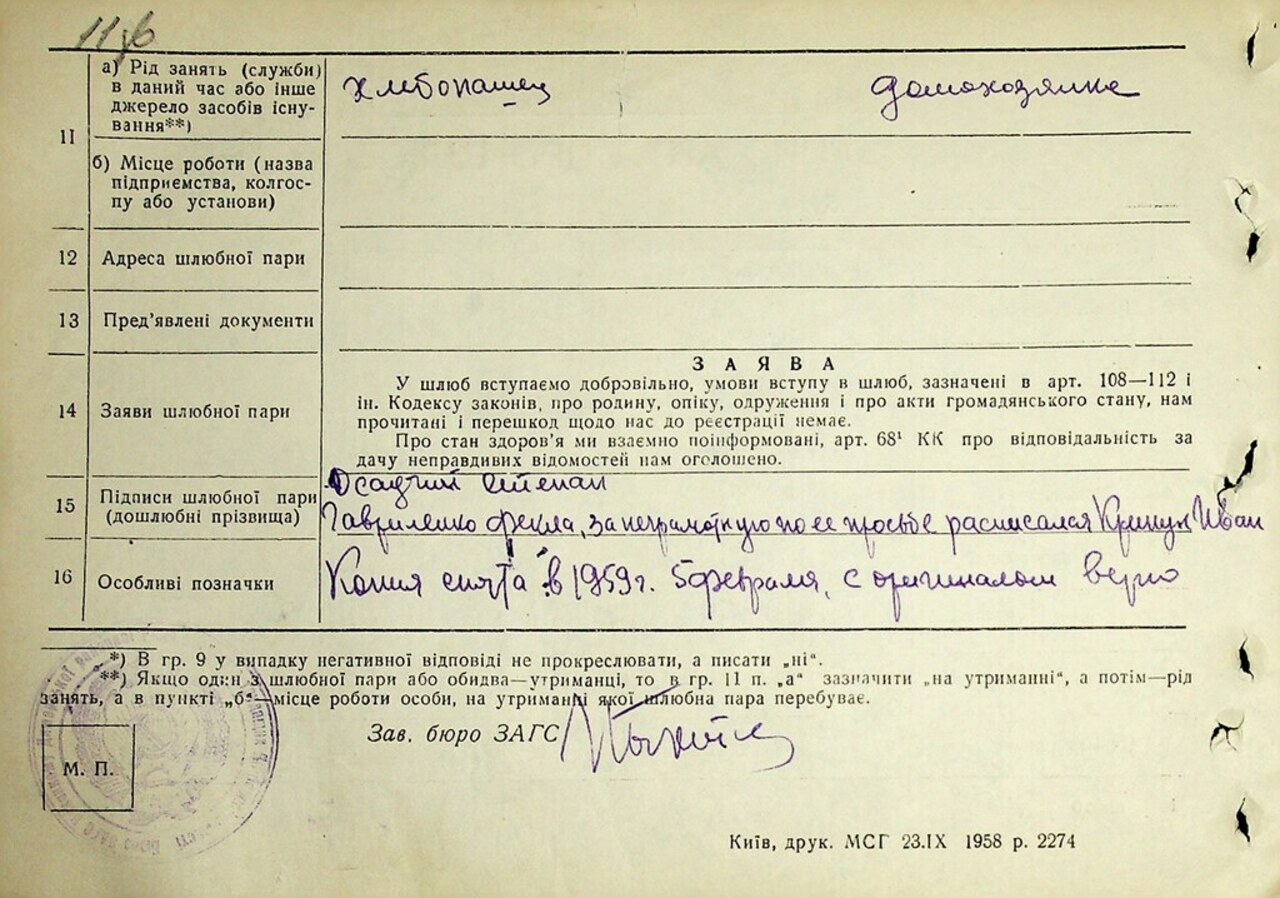 11
а) Рід занять (служби)
в даний час або інше
джерело засобів існу-
вання**)
хлебопашец
домохозяйка
б) Місце роботи (назва
підприємства, колгос-
пу або установи)
12 Адреса шлюбної пари
13 Пред’явлені документи
14 Заяви шлюбної пари
ЗАЯВА
У шлюб вступаємо добровільно, умови вступу в шлюб, зазначені в арт. 108—112 і
ін. Кодексу законів, про родину, опіку, одруження і про акти громадянського стану, нам
прочитані і перешкод щодо нас до реєстрації немає.
Про стан здоров’я ми взаємно поінформовані, арт. 68¹ КК про відповідальність за
дачу неправдивих відомостей нам оголошено.
15 Підписи шлюбної пари
(дошлюбні прізвища)
Осадчий Степан
Гавриленко Фекла, за неграмотную по ее просьбе расписался Иван
16 Особливі позначки
Копия снята в 1959 г. 5 февраля, с оригиналом верно
*) В гр. 9 у випадку негативної відповіді не прокреслювати, а писати „ні“.
**) Якщо один з шлюбної пари або обидва—утриманці, то в гр. 11 п. „а“ зазначити „на утриманні“, а потім—рід
занять, а в пункті „б“—місце роботи особи, на утриманні якої шлюбна пара перебуває.
Зав. бюро ЗАГС
М. П.
Київ, друк. МСГ 23.IX 1958 р. 2274